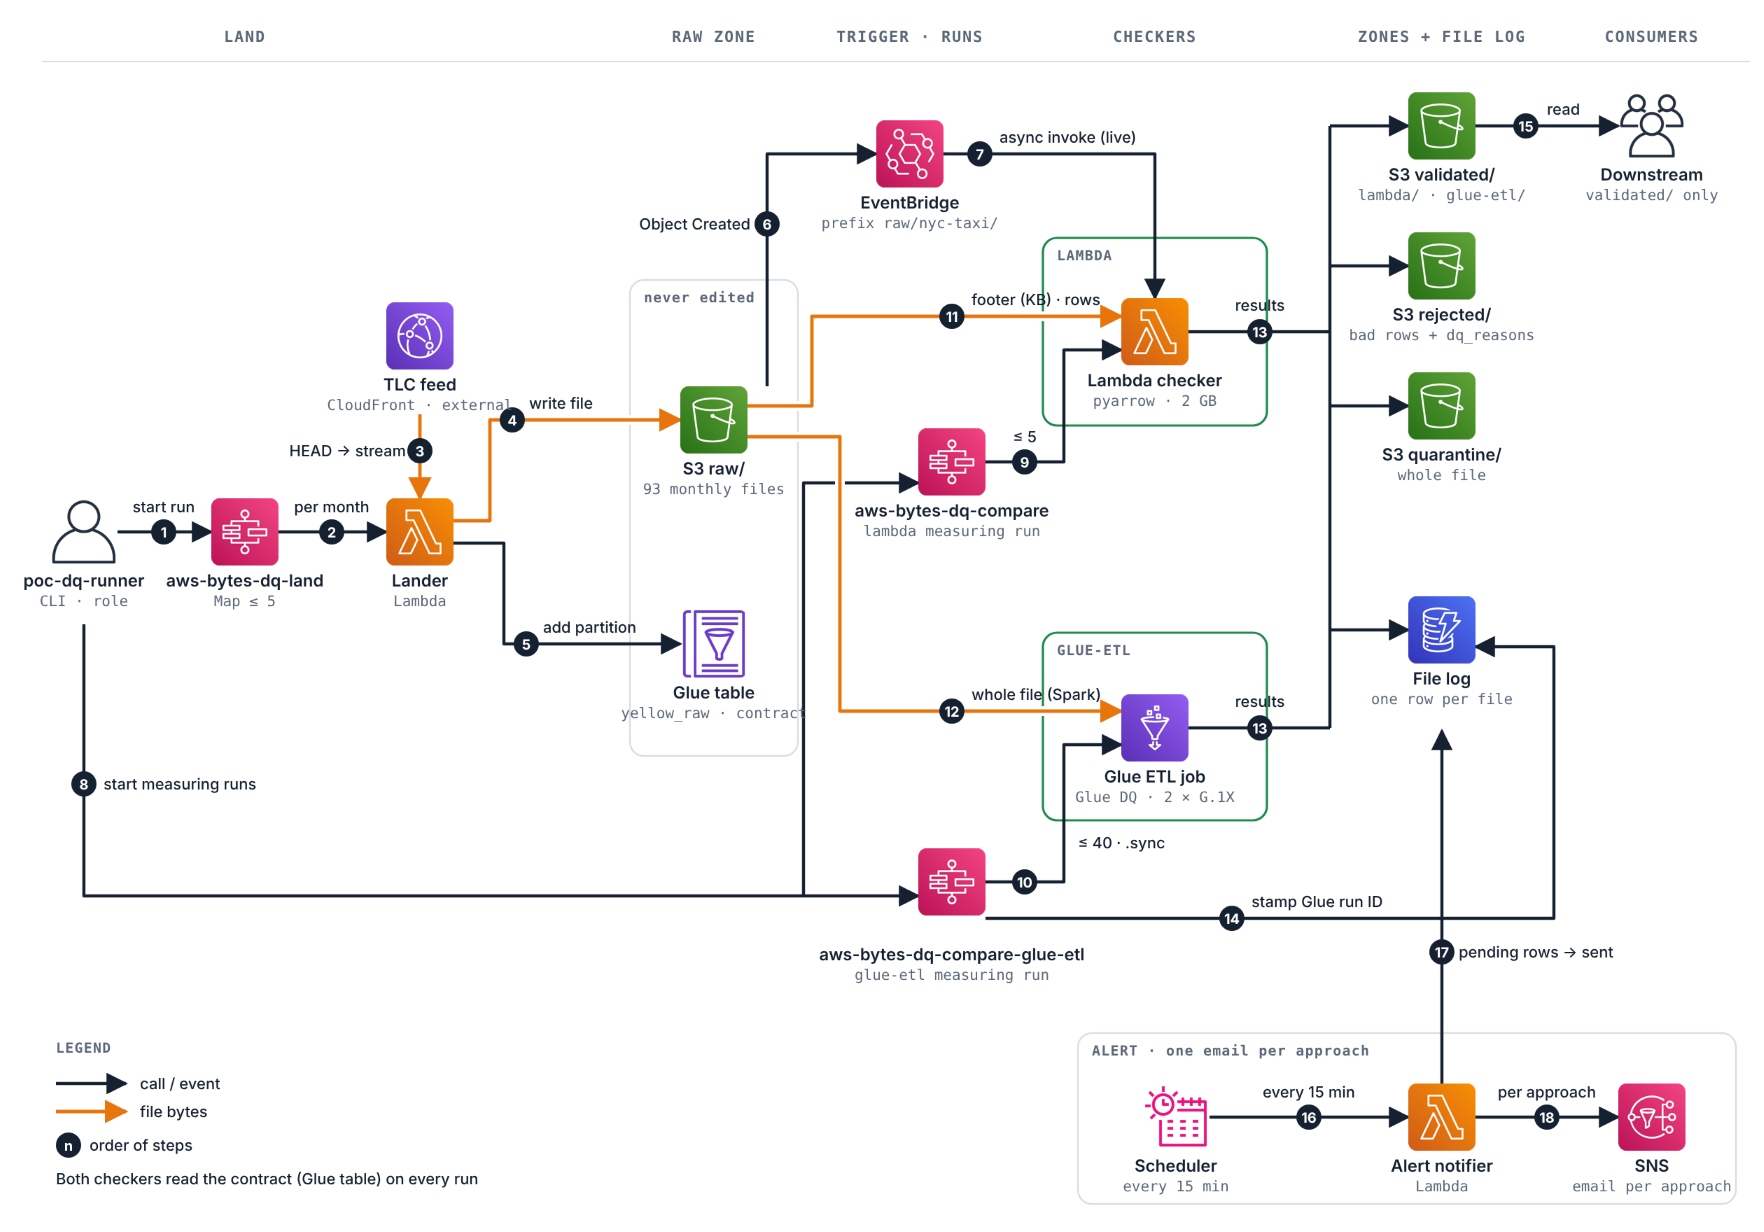 LAND
RAW ZONE
TRIGGER · RUNS
CHECKERS
ZONES + FILE LOG
CONSUMERS
poc-dq-runner
CLI · role
start run
1
aws-bytes-dq-land
Map ≤ 5
per month
2
Lander
Lambda
TLC feed
CloudFront · external
HEAD → stream
3
4
write file
5
add partition
never edited
S3 raw/
93 monthly files
Glue table
yellow_raw · contract
Object Created
6
EventBridge
prefix raw/nyc-taxi/
7
async invoke (live)
8
start measuring runs
aws-bytes-dq-compare
lambda measuring run
≤ 5
9
aws-bytes-dq-compare-glue-etl
glue-etl measuring run
10
≤ 40 · .sync
11
footer (KB) · rows
12
whole file (Spark)
LAMBDA
Lambda checker
pyarrow · 2 GB
results
13
GLUE-ETL
Glue ETL job
Glue DQ · 2 × G.1X
results
13
14
stamp Glue run ID
S3 validated/
lambda/ · glue-etl/
15
read
Downstream
validated/ only
S3 rejected/
bad rows + dq_reasons
S3 quarantine/
whole file
File log
one row per file
17
pending rows → sent
ALERT · one email per approach
Scheduler
every 15 min
every 15 min
16
Alert notifier
Lambda
per approach
18
SNS
email per approach
LEGEND
call / event
file bytes
n
order of steps
Both checkers read the contract (Glue table) on every run